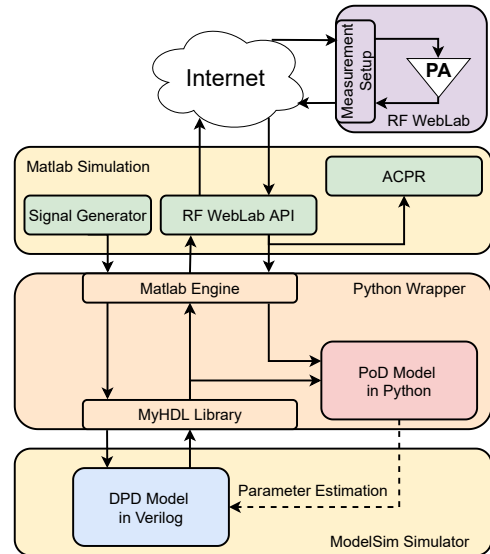 Internet
Measurement
Setup
PA
RF WebLab
Matlab Simulation
ACPR
Signal Generator
RF WebLab API
Matlab Engine
Python Wrapper
PoD Model
in Python
MyHDL Library
DPD Model
in Verilog
Parameter Estimation
ModelSim Simulator